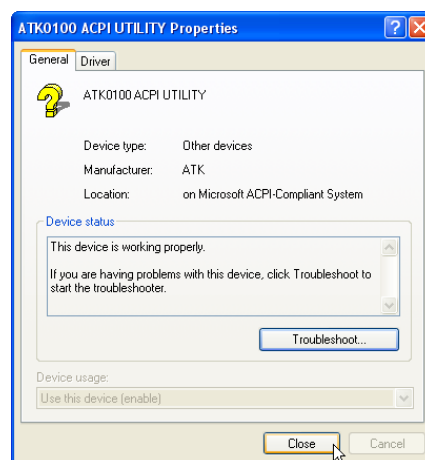 ATK0100 ACPI UTILITY Properties
General Driver
ATK0100 ACPI UTILITY
Device type: Other devices
Manufacturer: ATK
Location: on Microsoft ACPI-Compliant System
Device status
This device is working properly.
If you are having problems with this device, click Troubleshoot to
start the troubleshooter.
Troubleshoot...
Device usage:
Use this device (enable)
Close Cancel